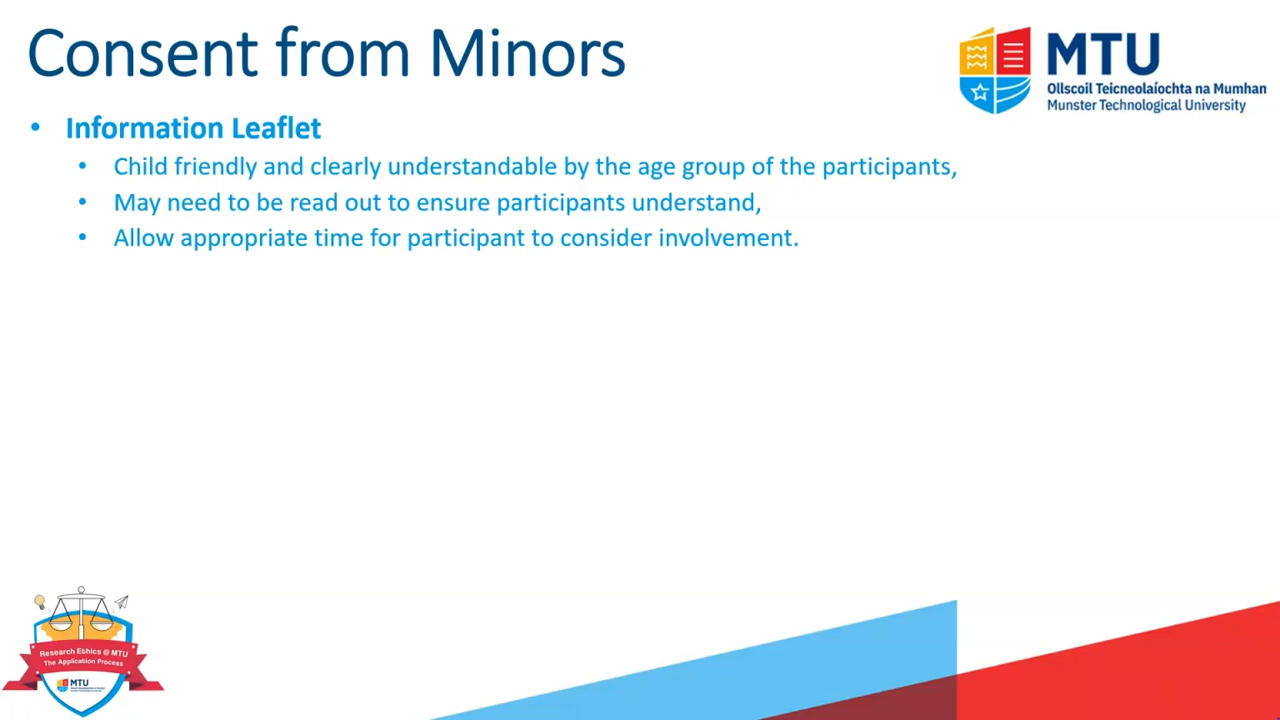 Consent from Minors
MTU
Ollscoil Teicneolaíochta na Mumhan
Munster Technological University
• Information Leaflet
• Child friendly and clearly understandable by the age group of the participants,
• May need to be read out to ensure participants understand,
• Allow appropriate time for participant to consider involvement.
Research Ethics @ MTU
The Application Process
MTU